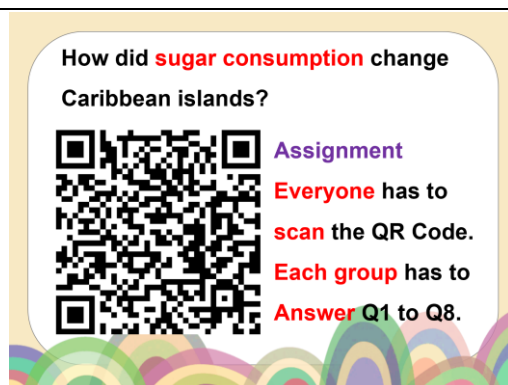 How did sugar consumption change
Caribbean islands?
Assignment
Everyone has to
scan the QR Code.
Each group has to
Answer Q1 to Q8.